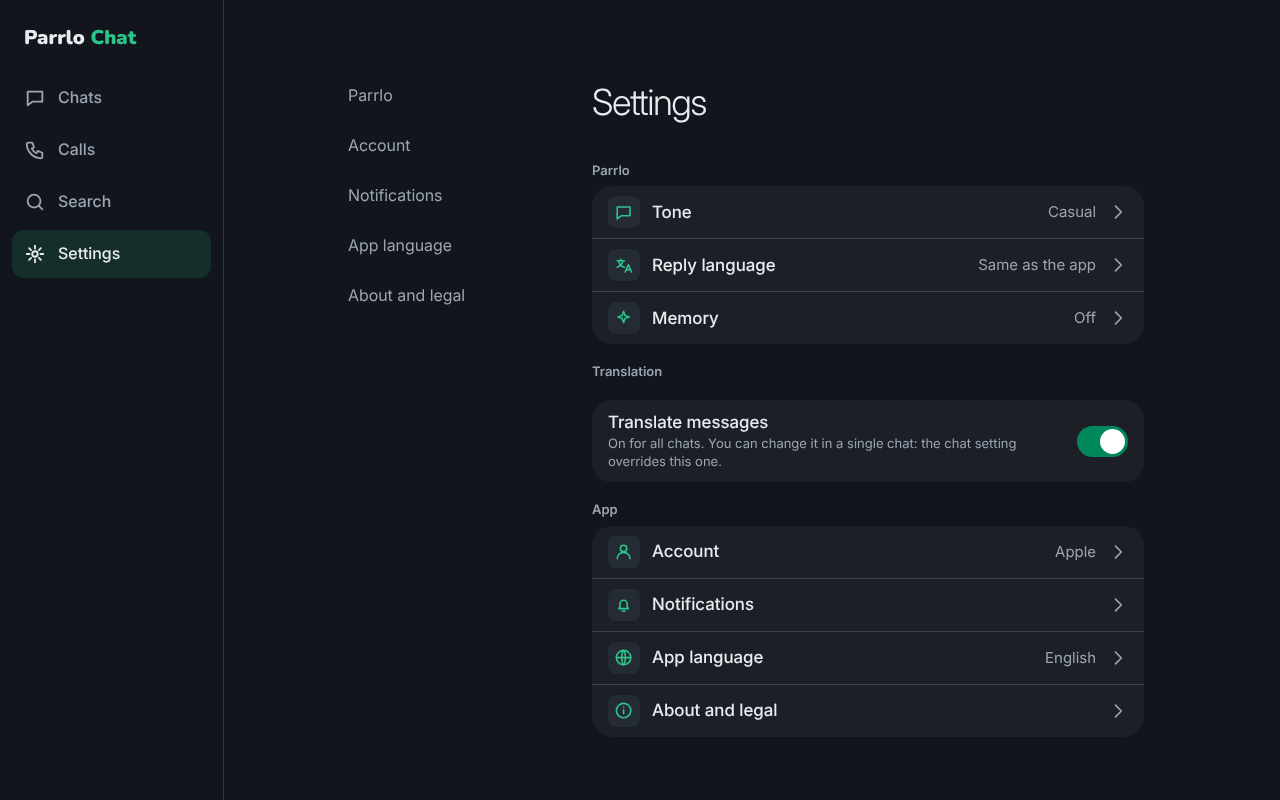 Parrlo Chat
Chats
Calls
Search
Settings
Parrlo
Account
Notifications
App language
About and legal
Settings
Parrlo
Tone
Casual
Reply language
Same as the app
Memory
Off
Translation
Translate messages
On for all chats. You can change it in a single chat: the chat setting
overrides this one.
App
Account
Apple
Notifications
App language
English
About and legal